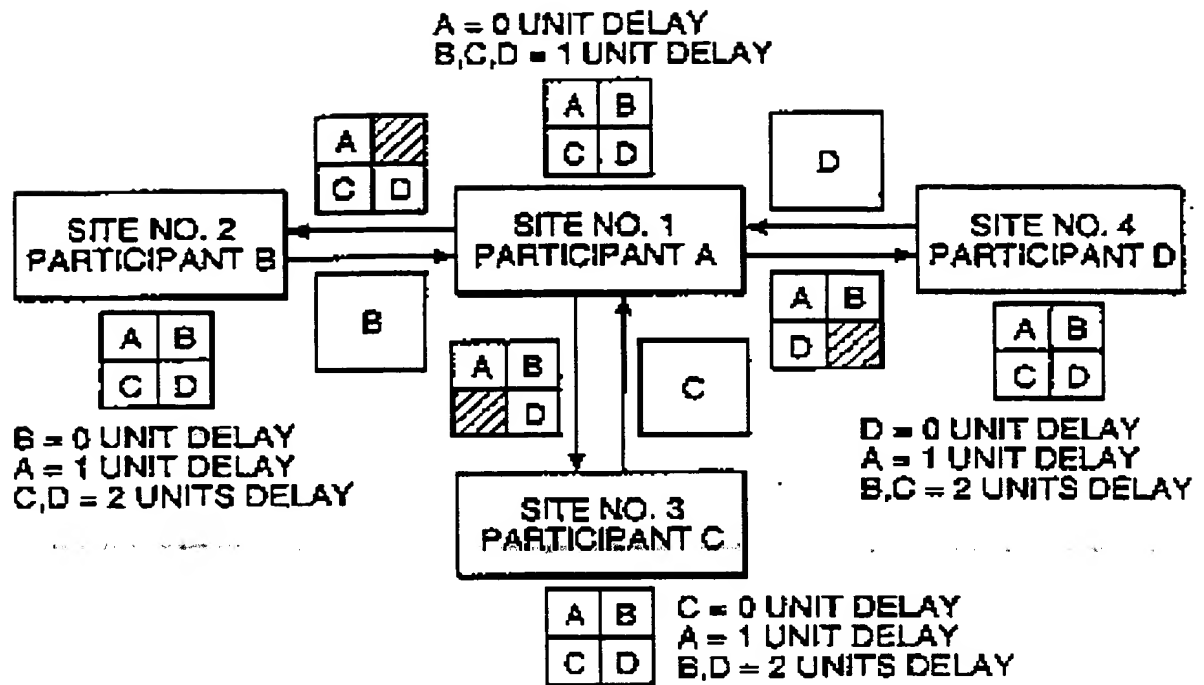 A = 0 UNIT DELAY
B,C,D = 1 UNIT DELAY
A B
C D
A
C D
D
SITE NO. 2
PARTICIPANT B
SITE NO. 1
PARTICIPANT A
SITE NO. 4
PARTICIPANT D
B
A B
D
A B
C D
A B
D
C
A B
C D
B = 0 UNIT DELAY
A = 1 UNIT DELAY
C,D = 2 UNITS DELAY
D = 0 UNIT DELAY
A = 1 UNIT DELAY
B,C = 2 UNITS DELAY
SITE NO. 3
PARTICIPANT C
A B
C D
C = 0 UNIT DELAY
A = 1 UNIT DELAY
B,D = 2 UNITS DELAY